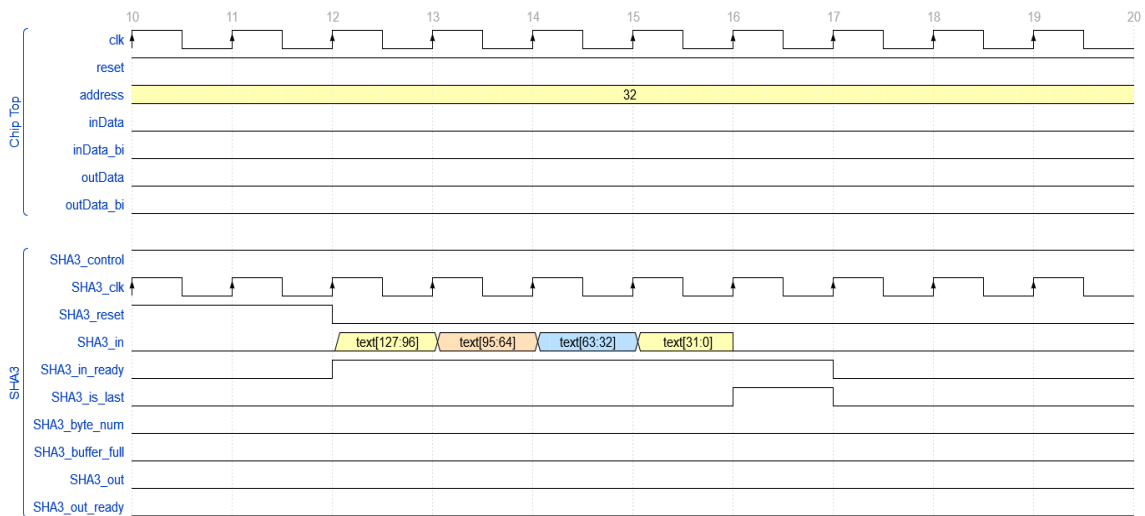 10 11 12 13 14 15 16 17 18 19 20
Chip Top
clk
reset
address 32
inData
inData_bi
outData
outData_bi
SHA3
SHA3_control
SHA3_clk
SHA3_reset
SHA3_in text[127:96] text[95:64] text[63:32] text[31:0]
SHA3_in_ready
SHA3_is_last
SHA3_byte_num
SHA3_buffer_full
SHA3_out
SHA3_out_ready